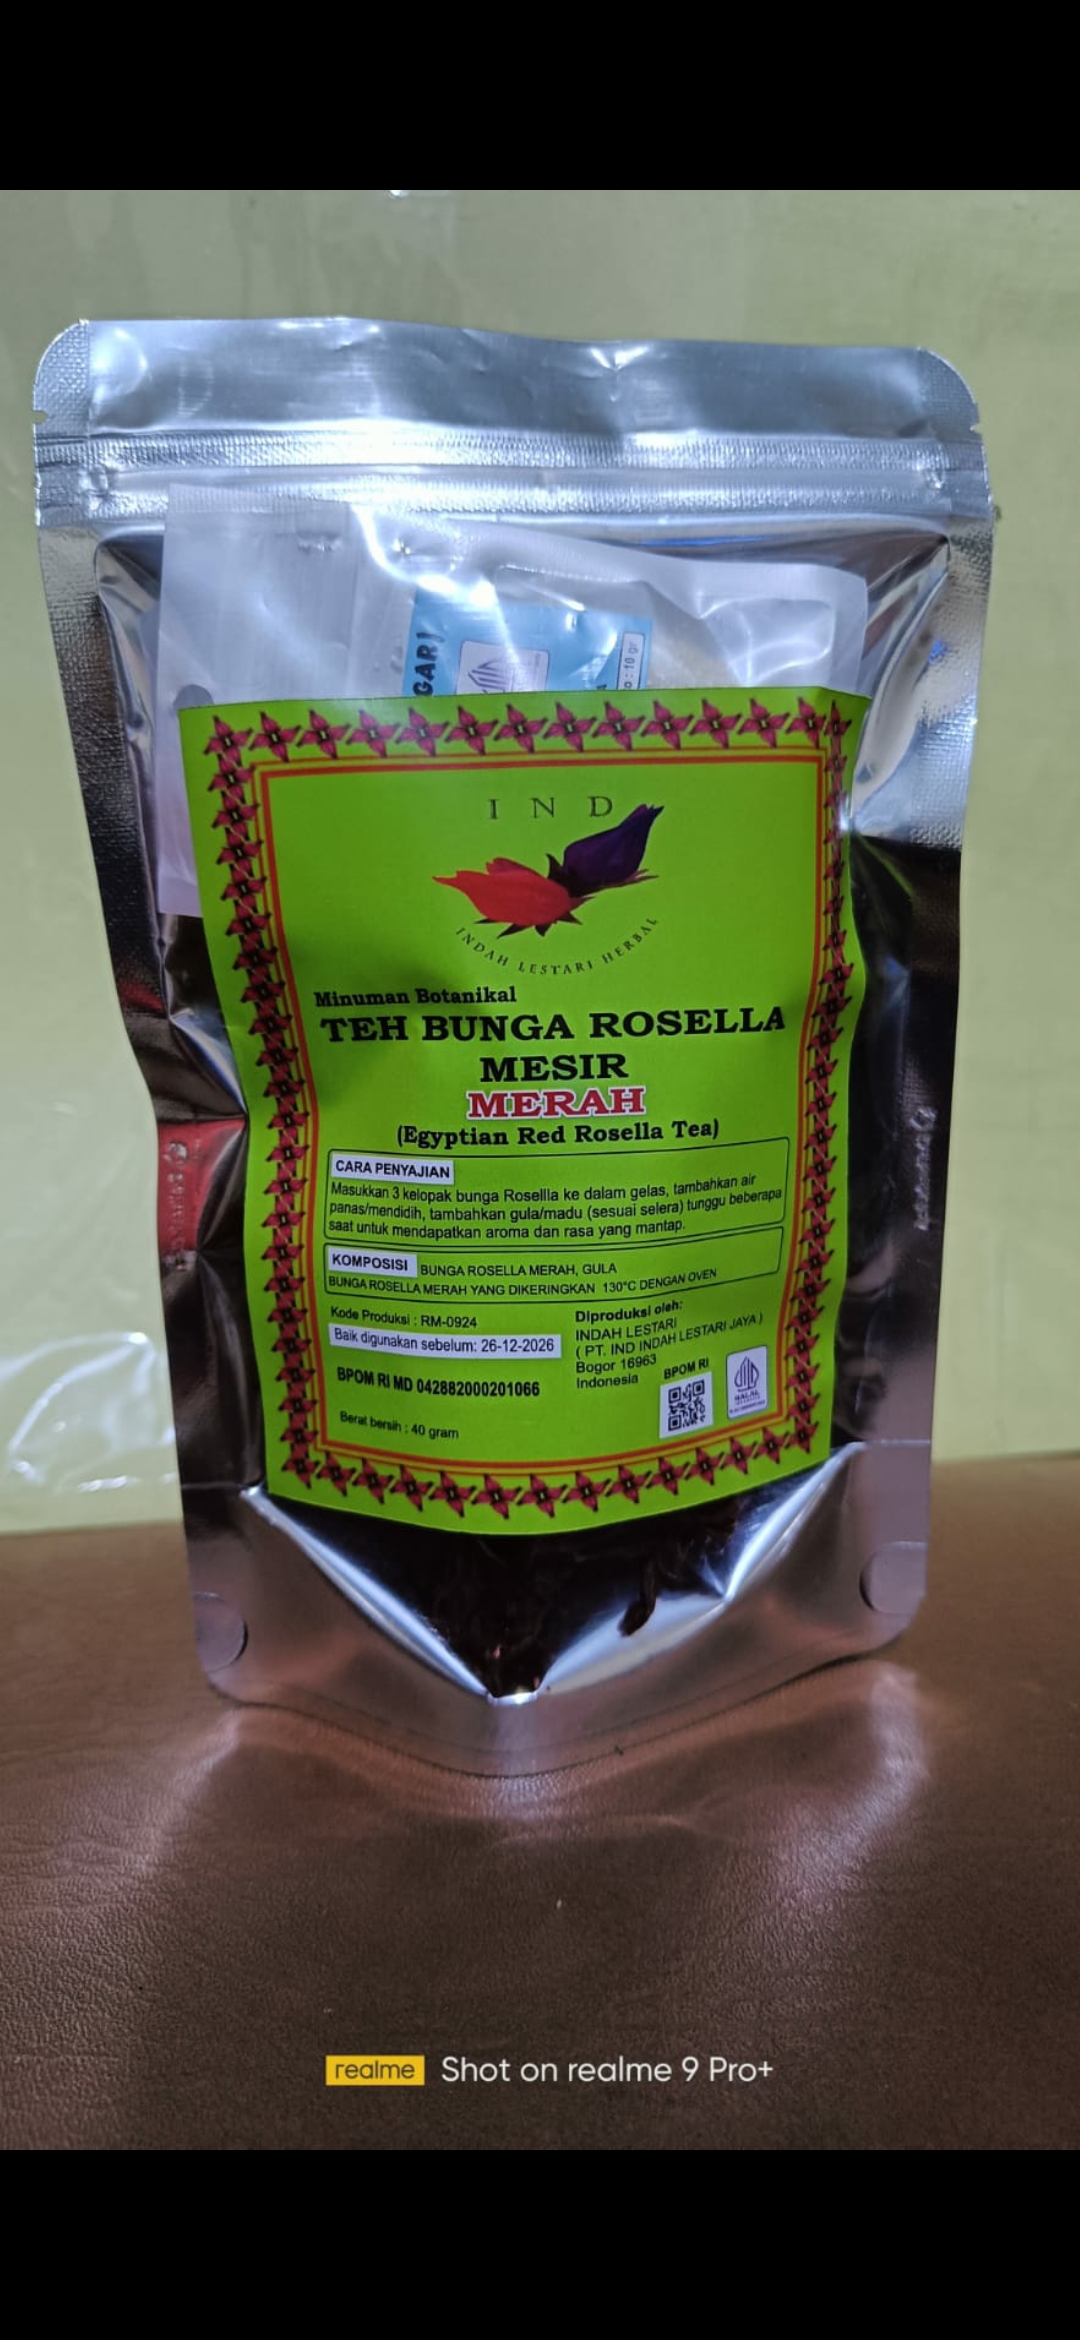 GAR)
: 10 gr
IND
INDAH LESTARI HERBAL
Minuman Botanikal
TEH BUNGA ROSELLA
MESIR
MERAH
(Egyptian Red Rosella Tea)
CARA PENYAJIAN
Masukkan 3 kelopak bunga Rosellla ke dalam gelas, tambahkan air
panas/mendidih, tambahkan gula/madu (sesuai selera) tunggu beberapa
saat untuk mendapatkan aroma dan rasa yang mantap.
KOMPOSISI BUNGA ROSELLA MERAH, GULA
BUNGA ROSELLA MERAH YANG DIKERINGKAN 130°C DENGAN OVEN
Kode Produksi : RM-0924
Baik digunakan sebelum: 26-12-2026
BPOM RI MD 042882000201066
Berat bersih : 40 gram
Diproduksi oleh:
INDAH LESTARI
( PT. IND INDAH LESTARI JAYA )
Bogor 16963
Indonesia
BPOM RI
HALAL
INDONESIA
realme Shot on realme 9 Pro+